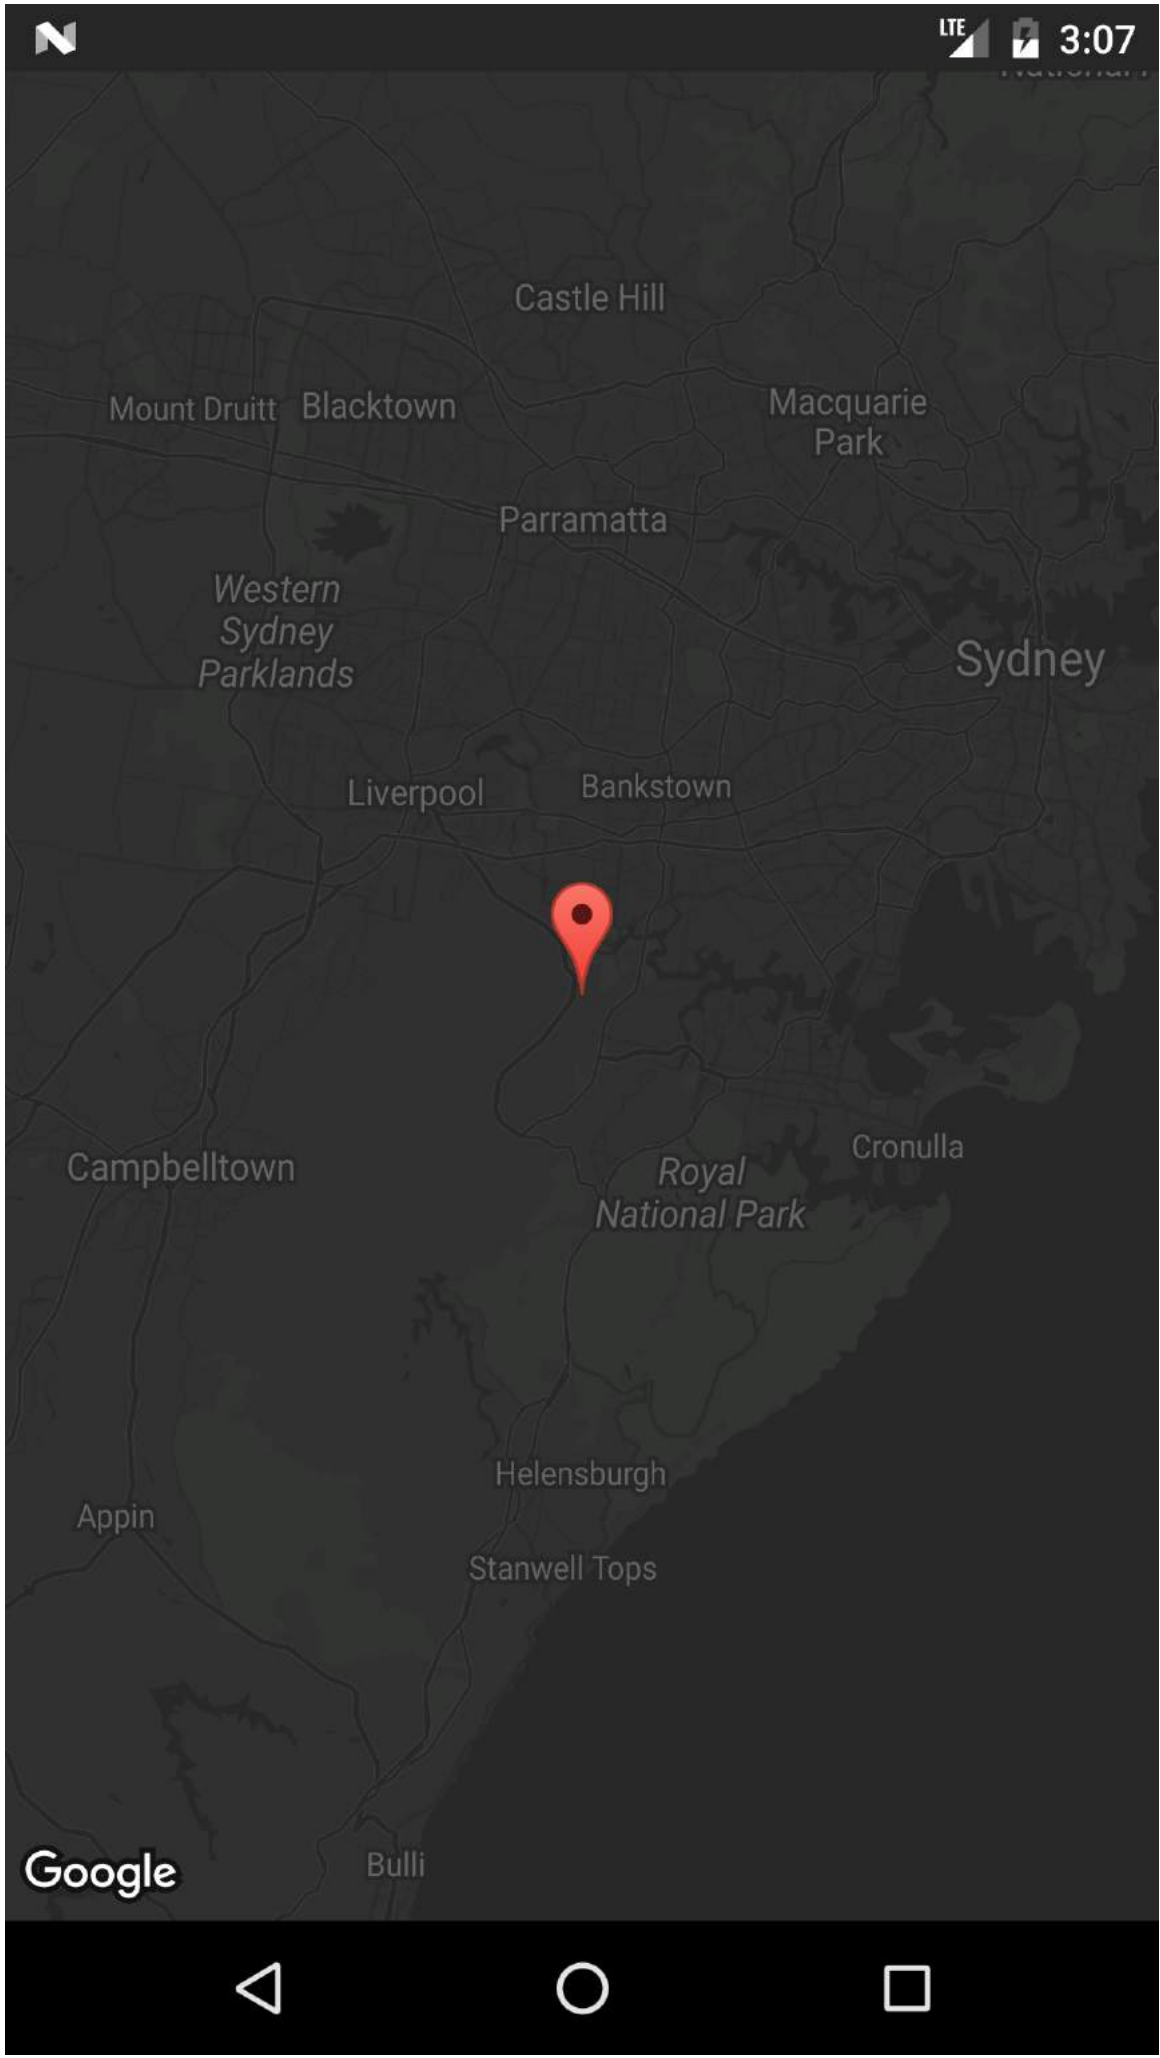 LTE 3:07
Castle Hill
Mount Druitt Blacktown
Macquarie
Park
Parramatta
Western
Sydney
Parklands
Sydney
Liverpool
Bankstown
Campbelltown
Cronulla
Royal
National Park
Helensburgh
Appin
Stanwell Tops
Bulli
Google